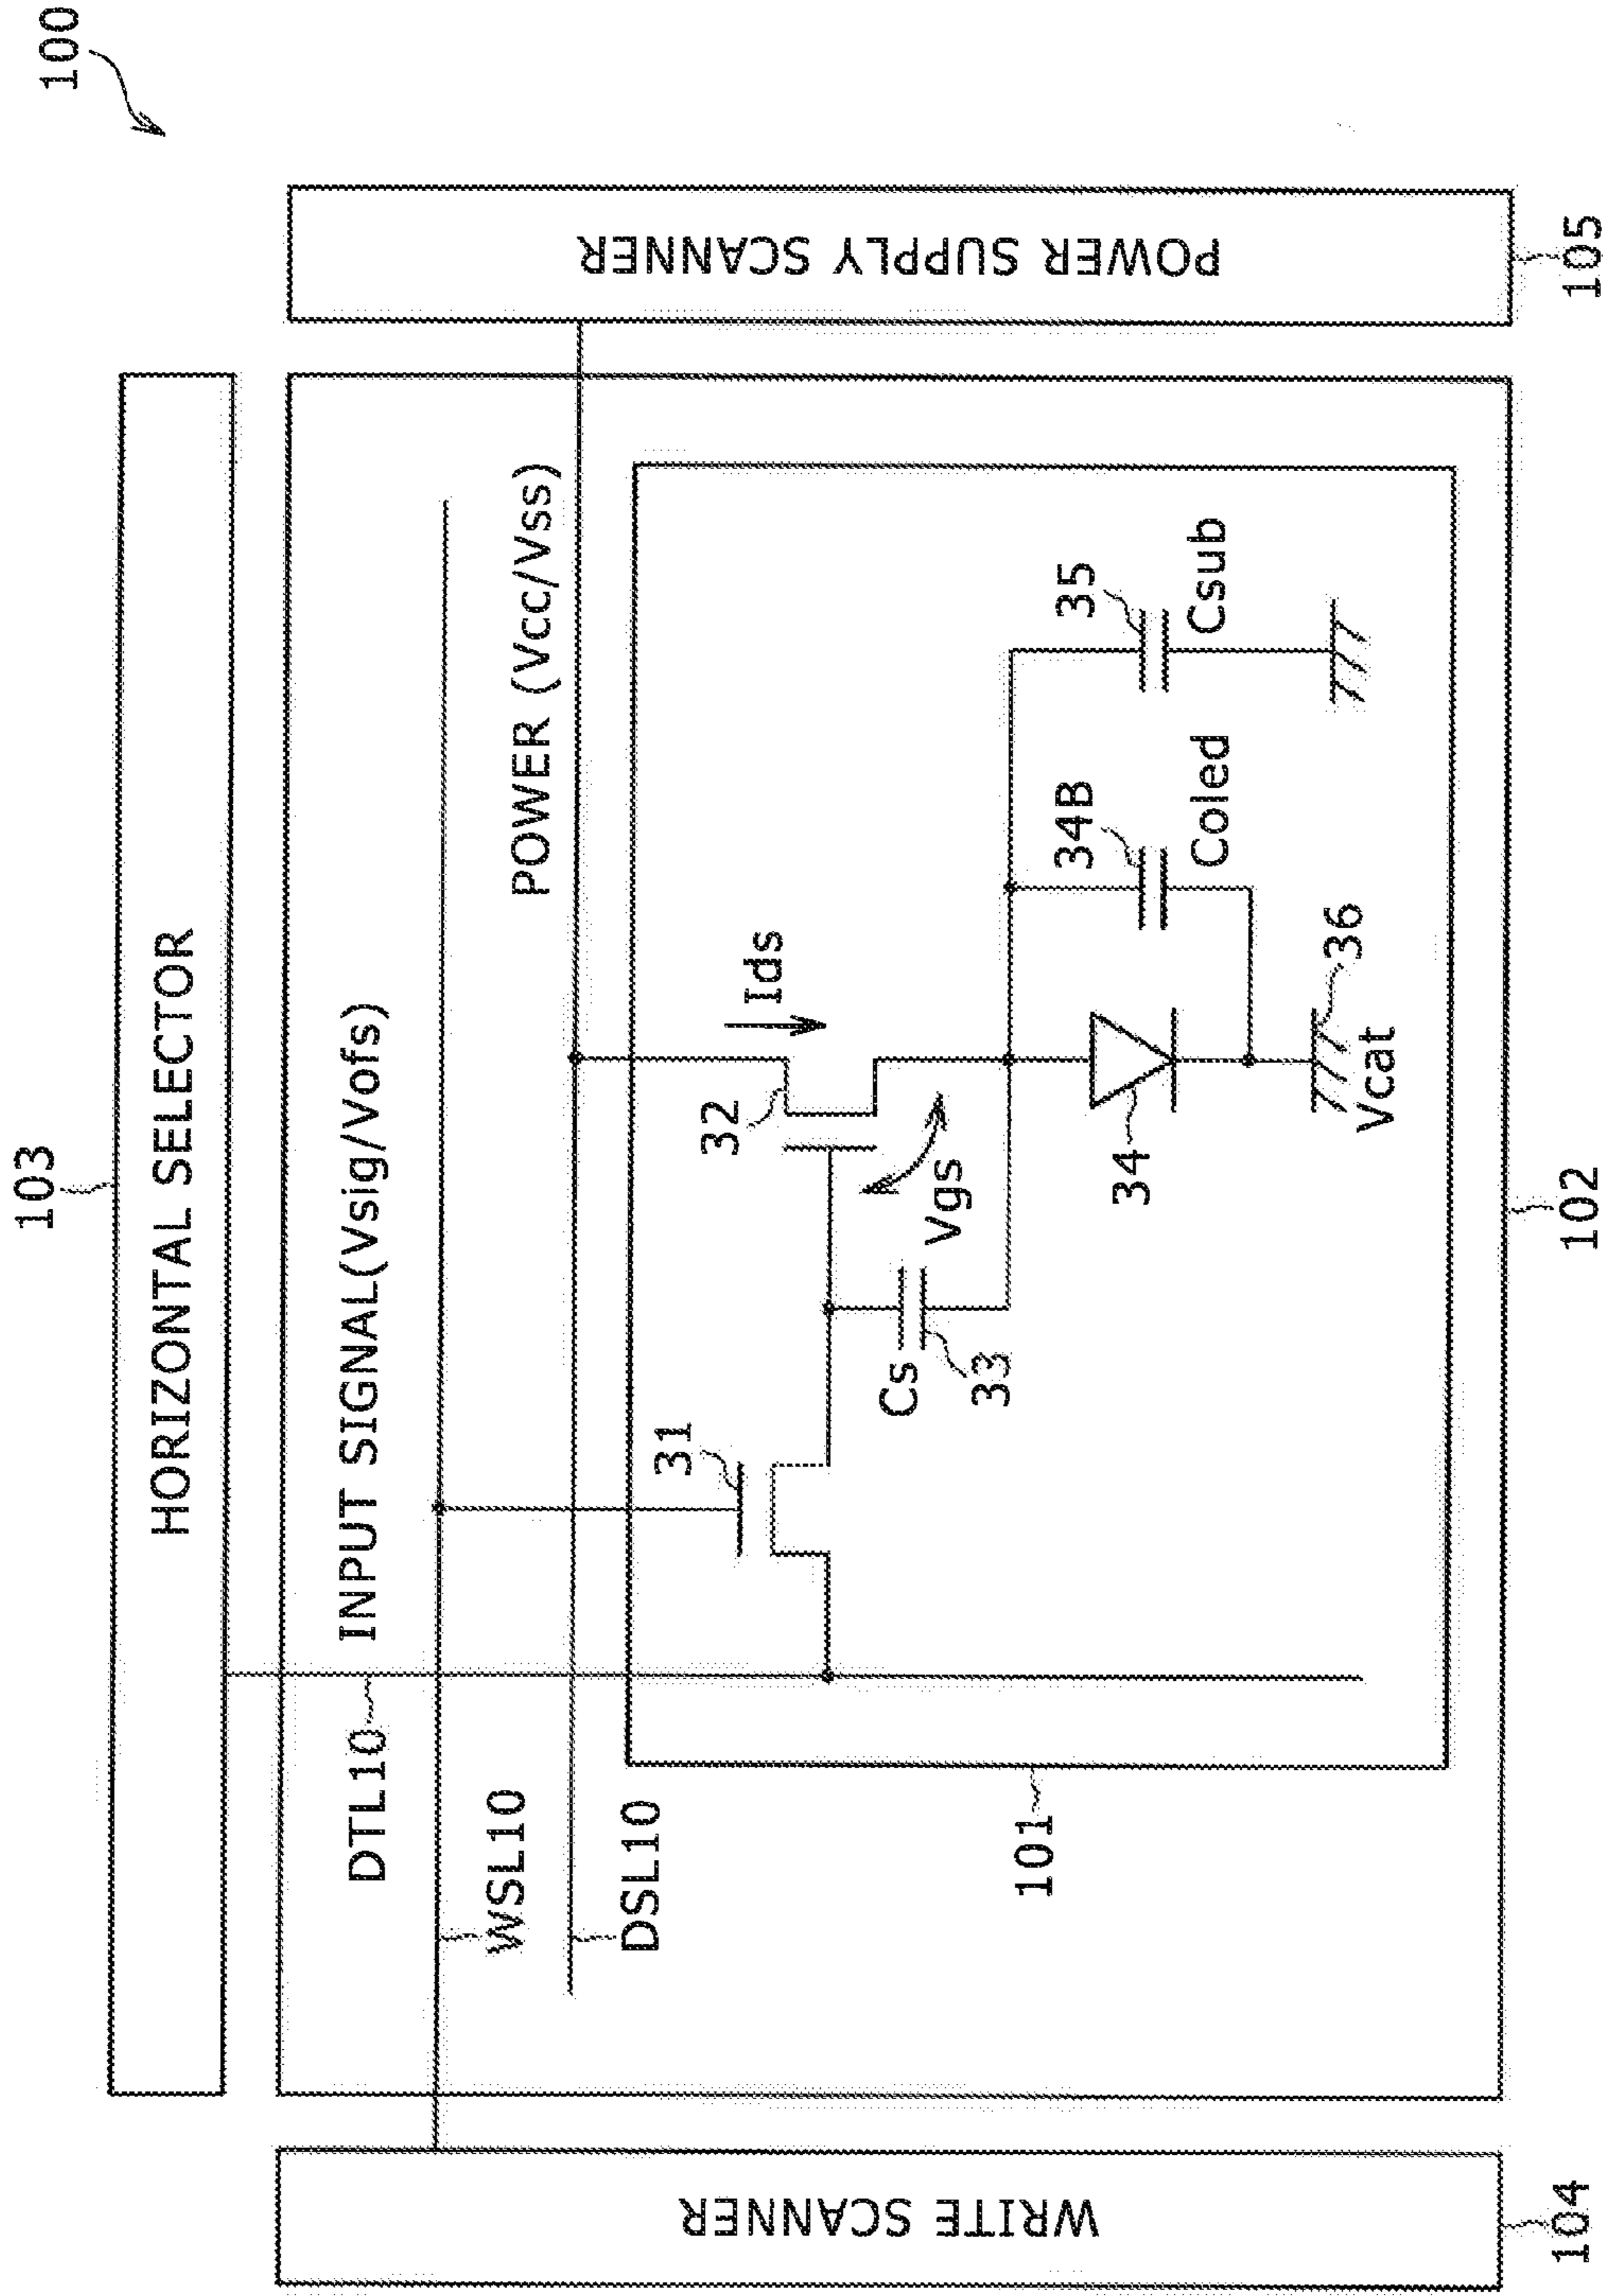 100
103
HORIZONTAL SELECTOR
INPUT SIGNAL(Vsig/Vofs)
DTL10
WSL10
POWER (Vcc/Vss)
DSL10
WRITE SCANNER
104
POWER SUPPLY SCANNER
105
31
32
Ids
Cs
33
Vgs
34
34B
Coled
35
Csub
36
Vcat
101
102